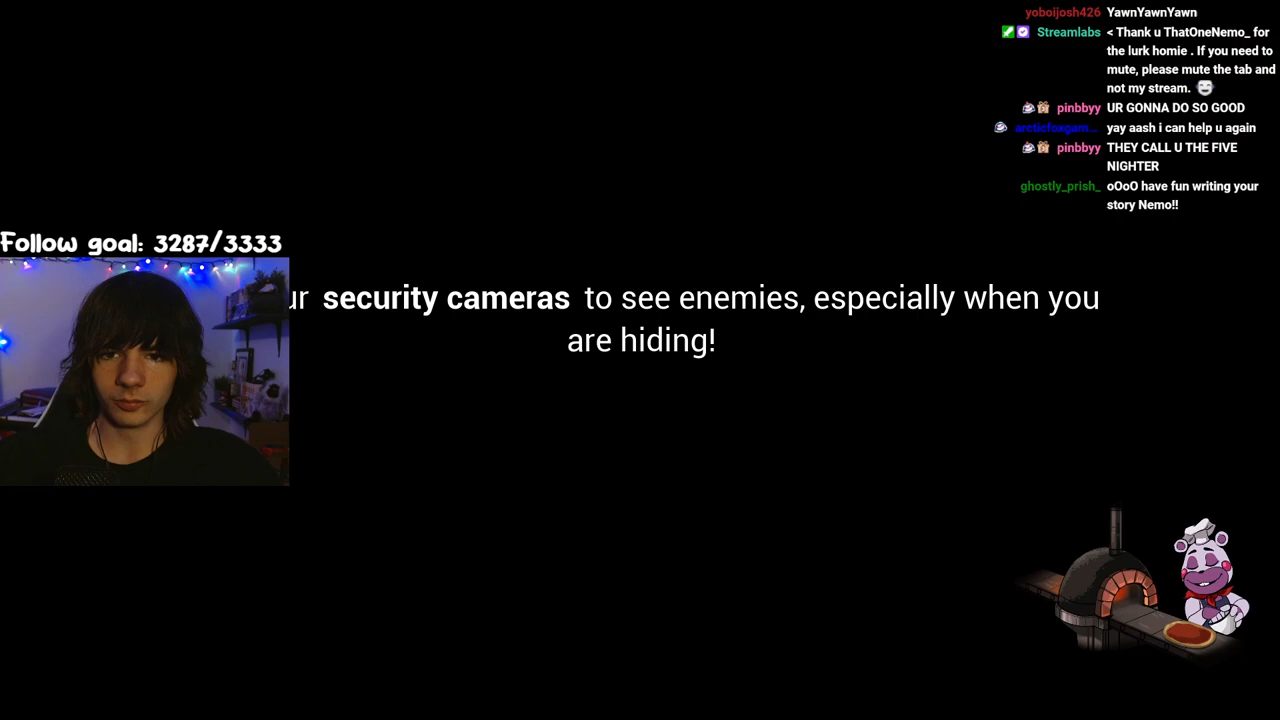 yoboijosh426 YawnYawnYawn
Streamlabs < Thank u ThatOneNemo_ for
the lurk homie . If you need to
mute, please mute the tab and
not my stream.
pinbbyy UR GONNA DO SO GOOD
arcticfoxgam... yay aash i can help u again
pinbbyy THEY CALL U THE FIVE
NIGHTER
ghostly_prish_ oOoO have fun writing your
story Nemo!!
Follow goal: 3287/3333
ur security cameras to see enemies, especially when you
are hiding!